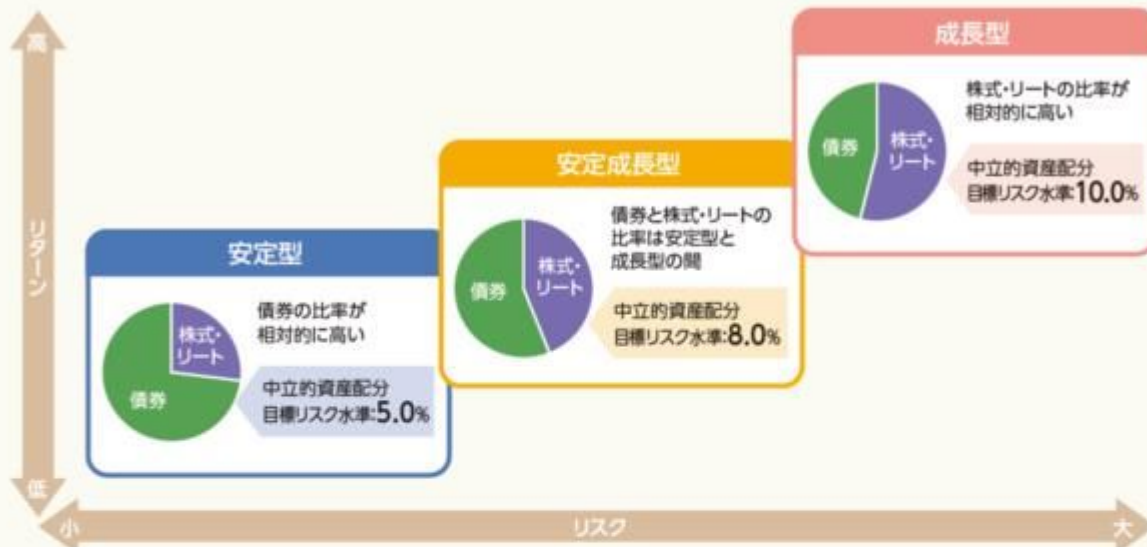 高
リターン
低
小
リスク
大
成長型
債券
株式・
リート
株式・リートの比率が
相対的に高い
中立的資産配分
目標リスク水準:10.0%
安定成長型
債券
株式・
リート
債券と株式・リートの
比率は安定型と
成長型の間
中立的資産配分
目標リスク水準:8.0%
安定型
株式・
リート
債券
債券の比率が
相対的に高い
中立的資産配分
目標リスク水準:5.0%